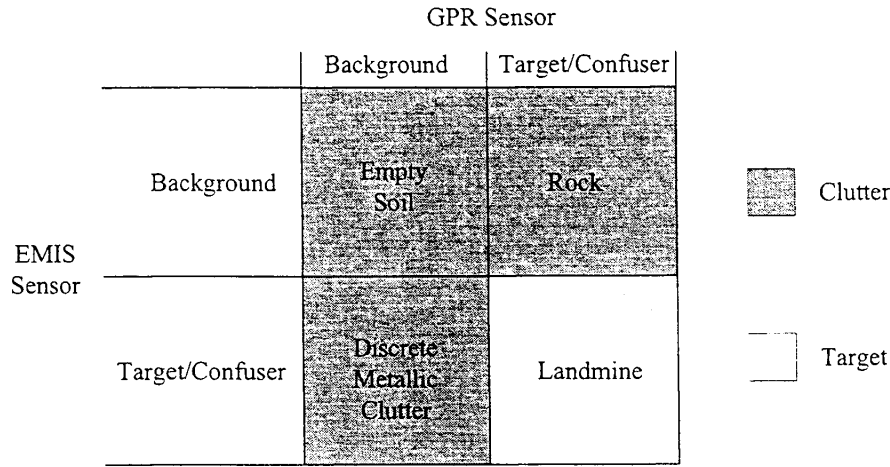 GPR Sensor
Background
Target/Confuser
Background
Empty
Soil
Rock
Clutter
EMIS
Sensor
Target/Confuser
Discrete
Metallic
Clutter
Landmine
Target